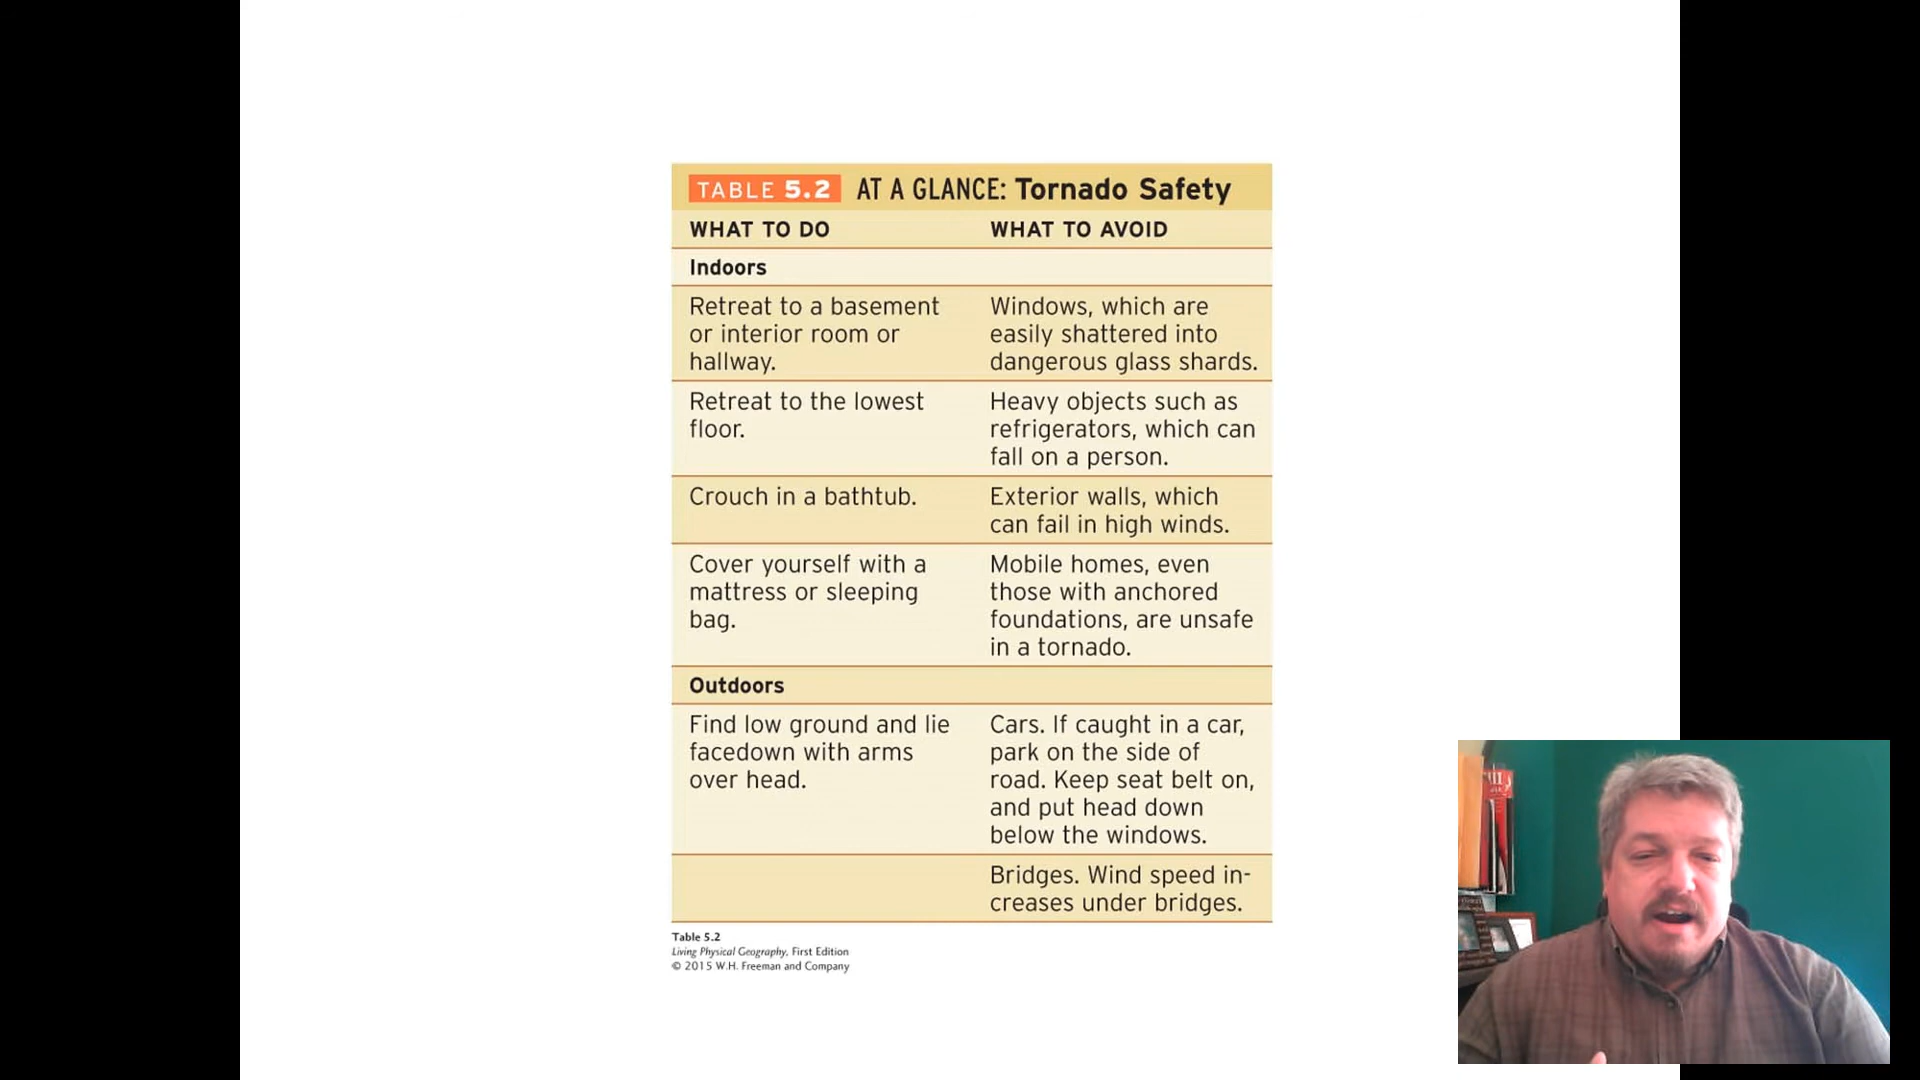 TABLE 5.2 AT A GLANCE: Tornado Safety
WHAT TO DO
WHAT TO AVOID
Indoors
Retreat to a basement
or interior room or
hallway.
Windows, which are
easily shattered into
dangerous glass shards.
Retreat to the lowest
floor.
Heavy objects such as
refrigerators, which can
fall on a person.
Crouch in a bathtub.
Exterior walls, which
can fail in high winds.
Cover yourself with a
mattress or sleeping
bag.
Mobile homes, even
those with anchored
foundations, are unsafe
in a tornado.
Outdoors
Find low ground and lie
facedown with arms
over head.
Cars. If caught in a car,
park on the side of
road. Keep seat belt on,
and put head down
below the windows.
Bridges. Wind speed in-
creases under bridges.
Table 5.2
Living Physical Geography, First Edition
© 2015 W.H. Freeman and Company